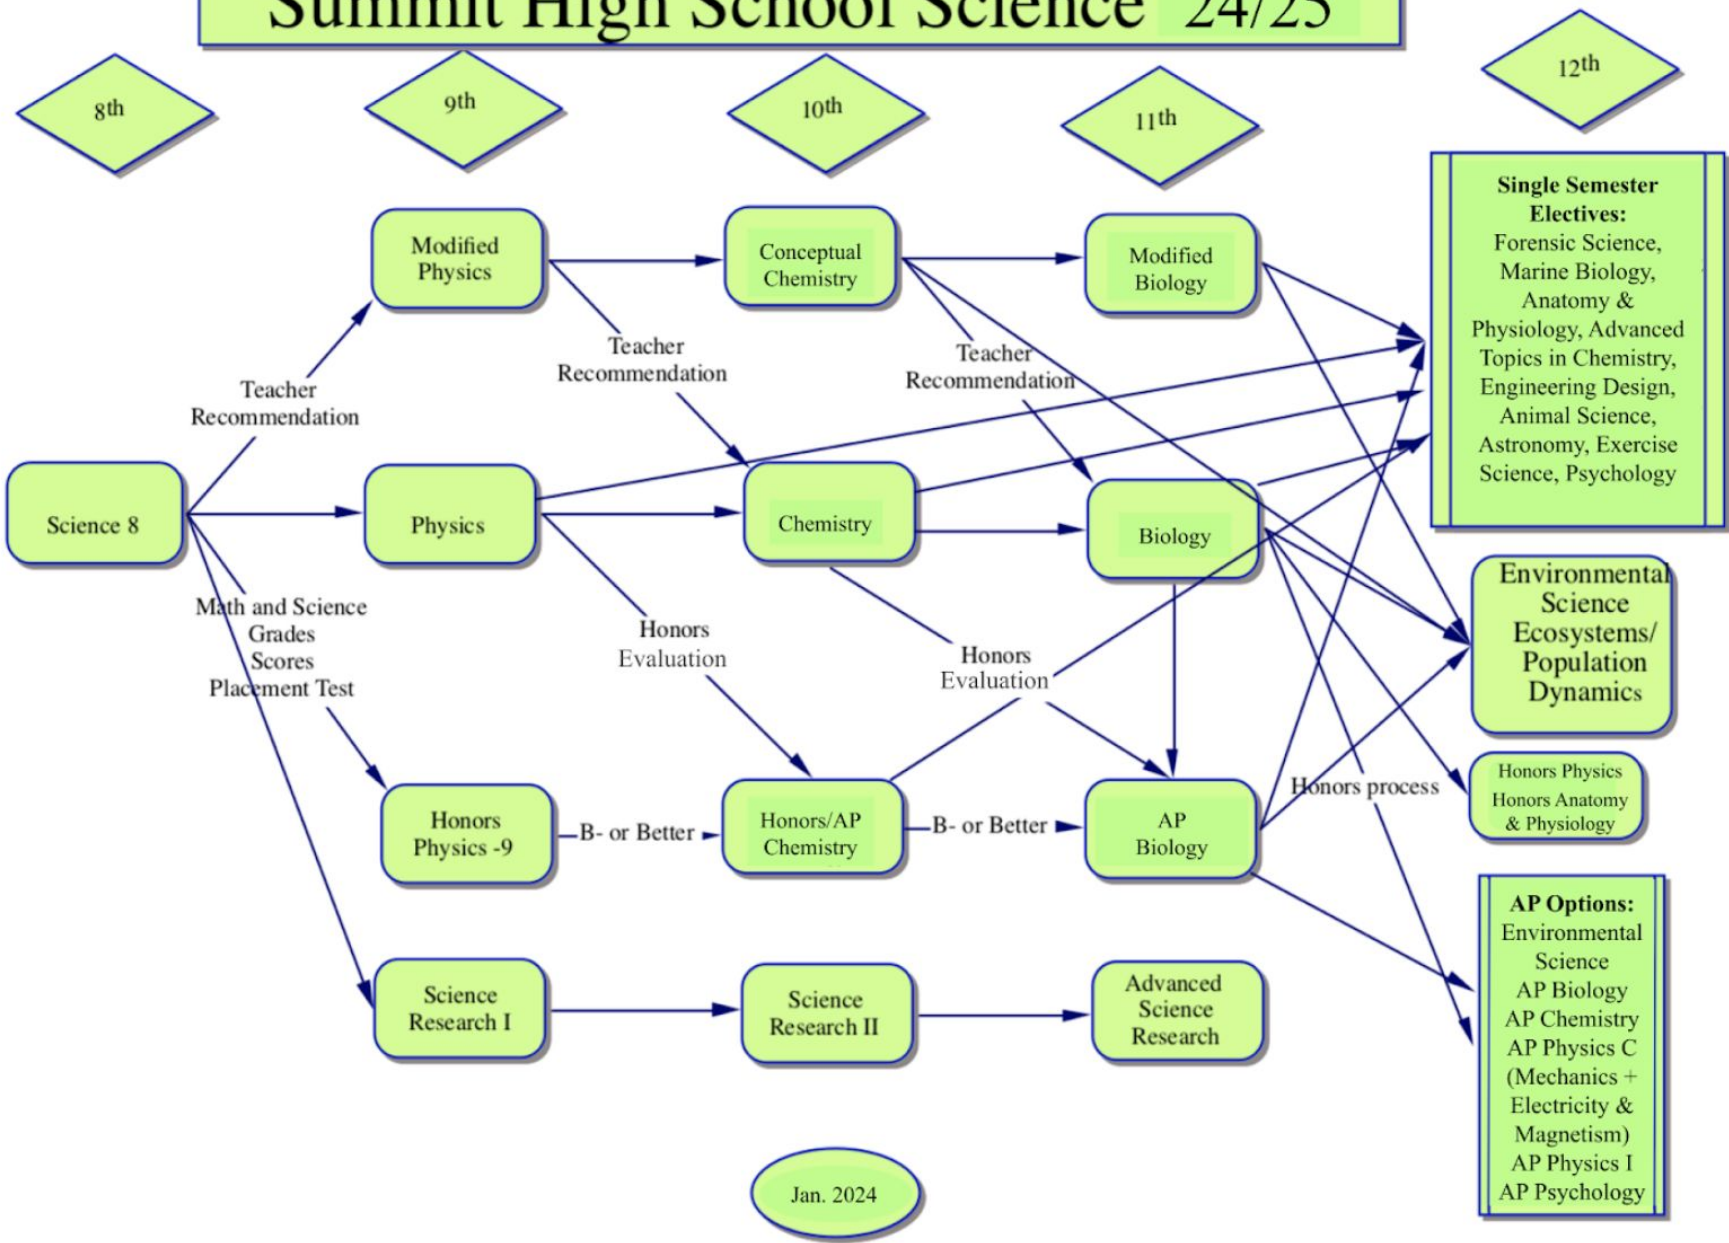 Summit High School Science 24/25
8th
9th
10th
11th
12th
Modified
Physics
Conceptual
Chemistry
Modified
Biology
Single Semester
Electives:
Forensic Science,
Marine Biology,
Anatomy &
Physiology, Advanced
Topics in Chemistry,
Engineering Design,
Animal Science,
Astronomy, Exercise
Science, Psychology
Teacher
Recommendation
Teacher
Recommendation
Teacher
Recommendation
Science 8
Physics
Chemistry
Biology
Environmental
Science
Ecosystems/
Population
Dynamics
Math and Science
Grades
Scores
Placement Test
Honors
Evaluation
Honors
Evaluation
Honors process
Honors Physics
Honors Anatomy
& Physiology
Honors
Physics -9
B- or Better
Honors/AP
Chemistry
B- or Better
AP
Biology
AP Options:
Environmental
Science
AP Biology
AP Chemistry
AP Physics C
(Mechanics +
Electricity &
Magnetism)
AP Physics I
AP Psychology
Science
Research I
Science
Research II
Advanced
Science
Research
Jan. 2024